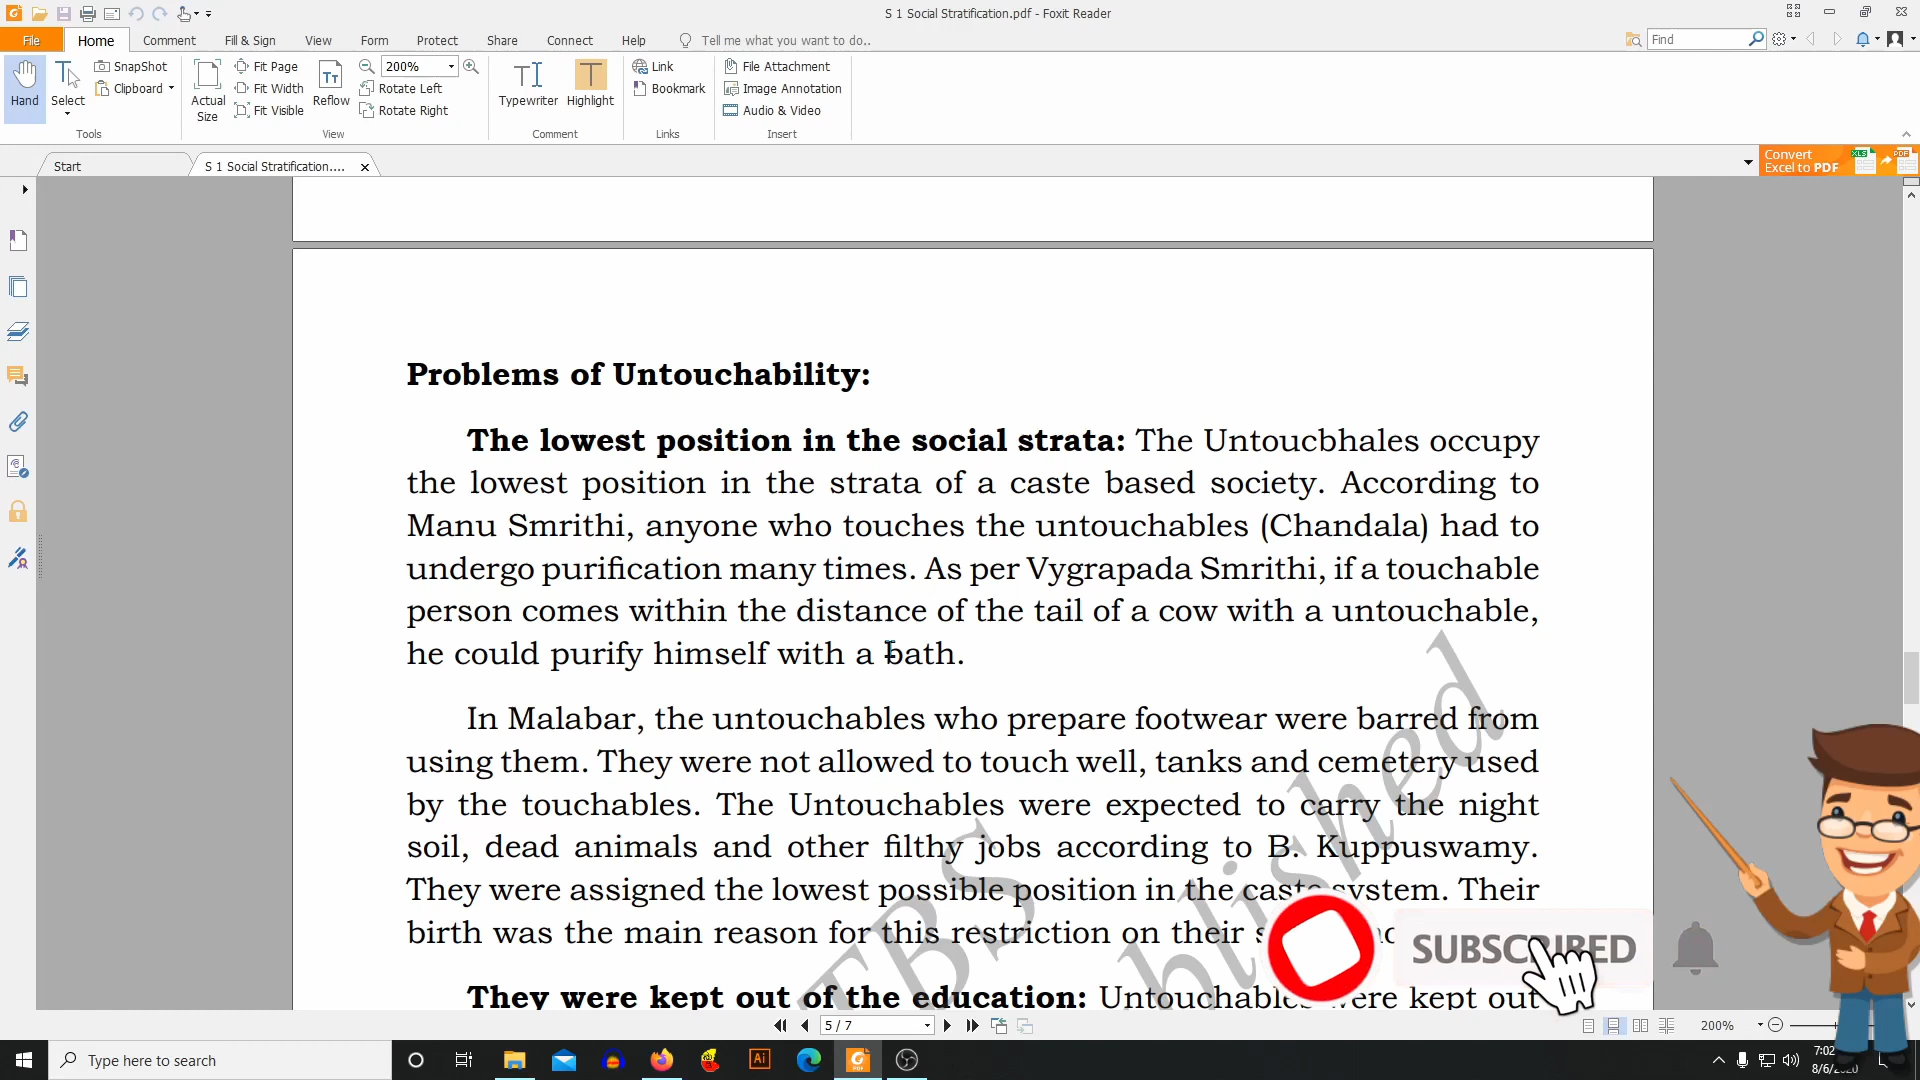 S 1 Social Stratification.pdf - Foxit Reader
File Home Comment Fill & Sign View Form Protect Share Connect Help Tell me what you want to do.. Find
Hand Select SnapShot Clipboard Actual Size Fit Page Fit Width Fit Visible Reflow 200% Rotate Left Rotate Right Typewriter Highlight Link Bookmark File Attachment Image Annotation Audio & Video
Tools View Comment Links Insert
Start S 1 Social Stratification.... Convert
Excel to PDF
Problems of Untouchability:
The lowest position in the social strata: The Untoucbhales occupy
the lowest position in the strata of a caste based society. According to
Manu Smrithi, anyone who touches the untouchables (Chandala) had to
undergo purification many times. As per Vygrapada Smrithi, if a touchable
person comes within the distance of the tail of a cow with a untouchable,
he could purify himself with a bath.
In Malabar, the untouchables who prepare footwear were barred from
using them. They were not allowed to touch well, tanks and cemetery used
by the touchables. The Untouchables were expected to carry the night
soil, dead animals and other filthy jobs according to B. Kuppuswamy.
They were assigned the lowest possible position in the caste system. Their
birth was the main reason for this restriction on their
They were kept out of the education: Untouchables were kept out
TBS
blished
SUBSCRIBED
5 / 7 200%
Type here to search
7:02
8/6/2020